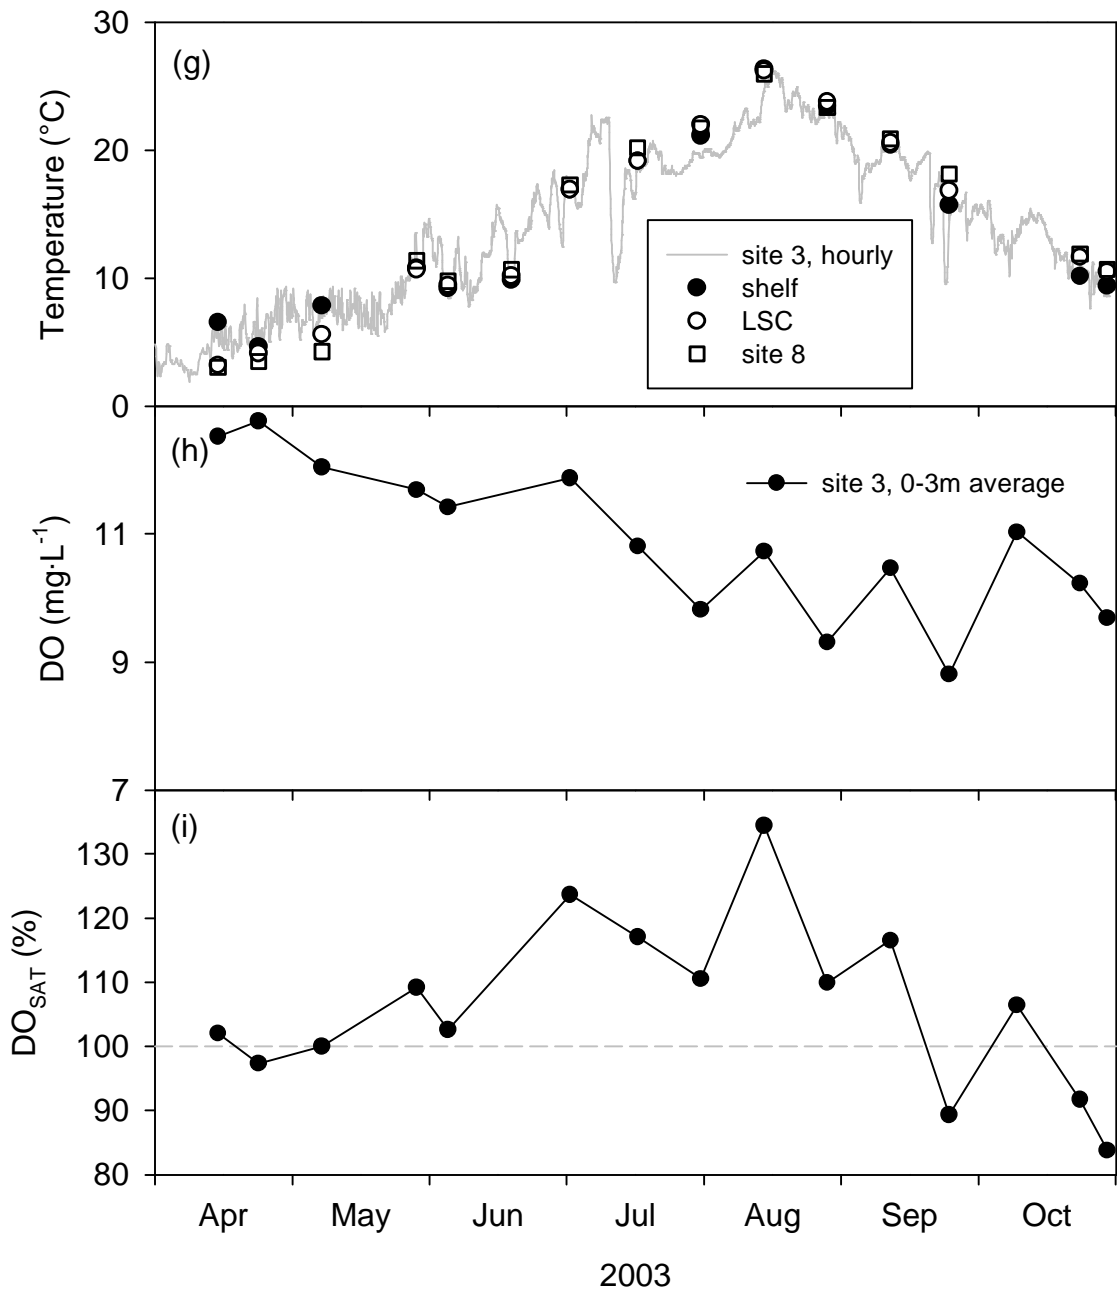 30
(g)
20
Temperature (°C)
site 3, hourly
shelf
10
LSC
site 8
0
(h)
site 3, 0-3m average
11
DO (mg·L⁻¹)
9
7
(i)
130
120
DO_SAT (%)
110
100
90
80
Apr May Jun Jul Aug Sep Oct
2003